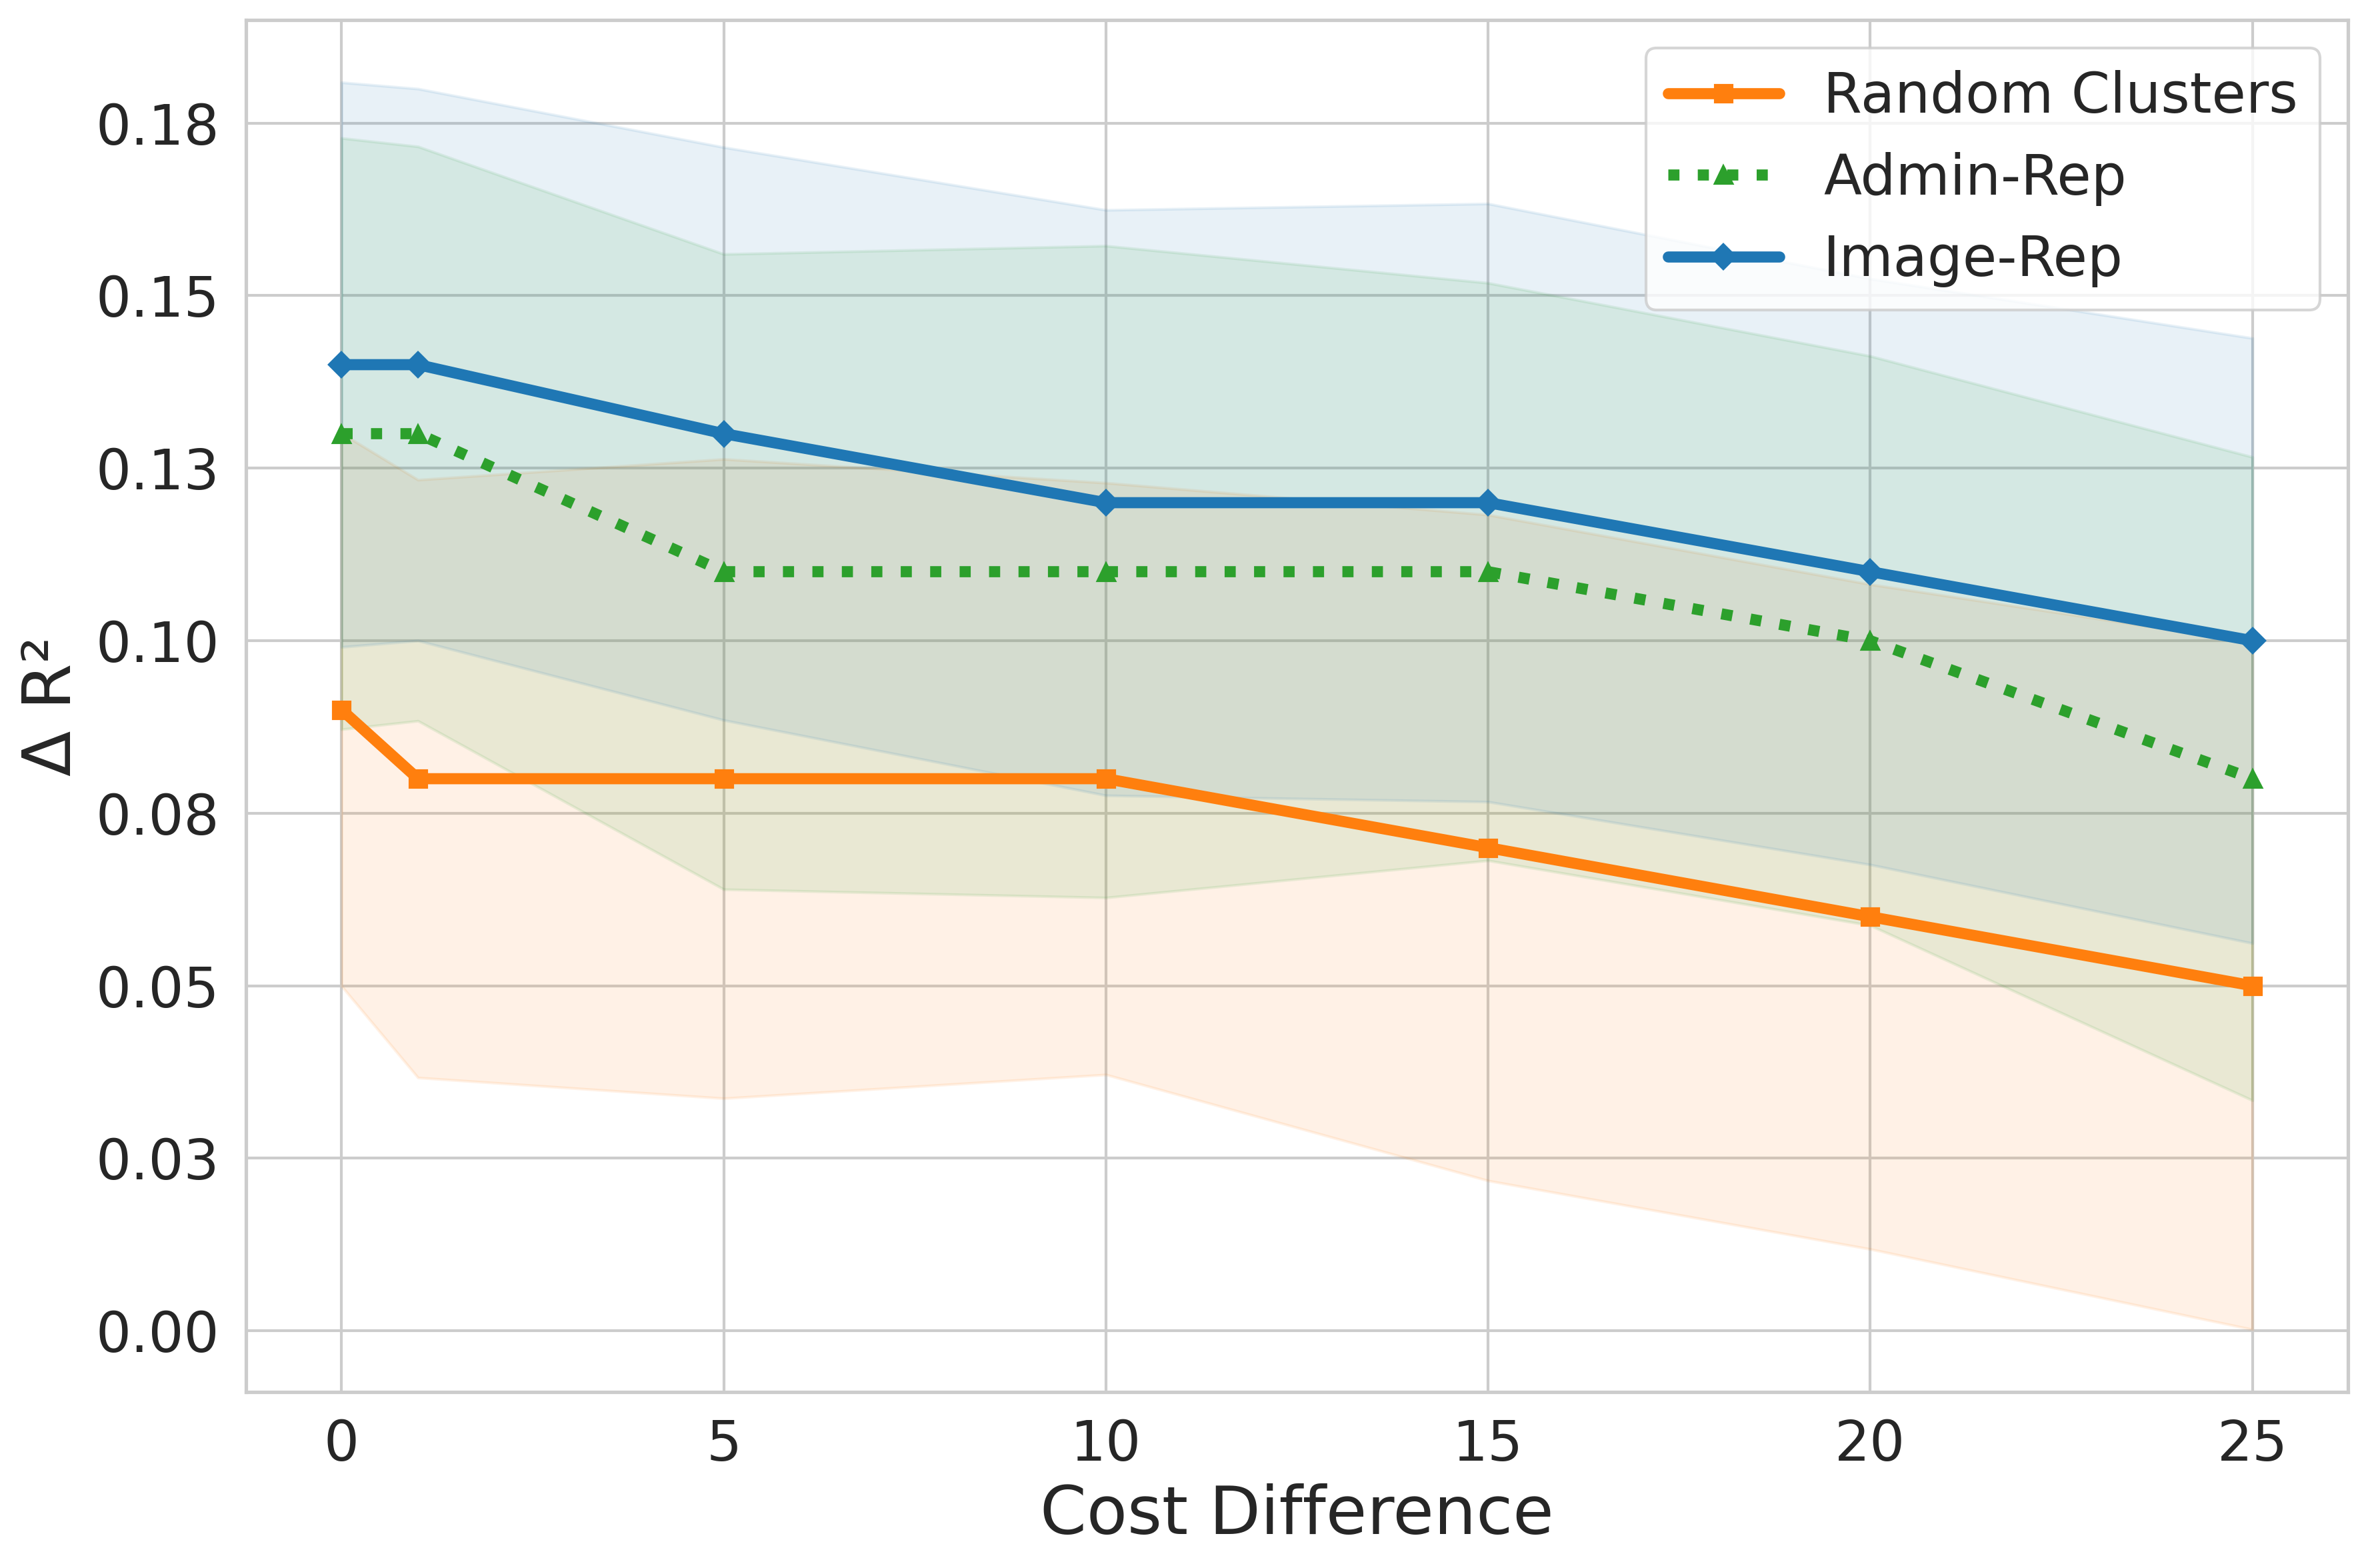 Random Clusters
Admin-Rep
Image-Rep
0.18
0.15
0.13
0.10
0.08
0.05
0.03
0.00
Δ R²
0 5 10 15 20 25
Cost Difference